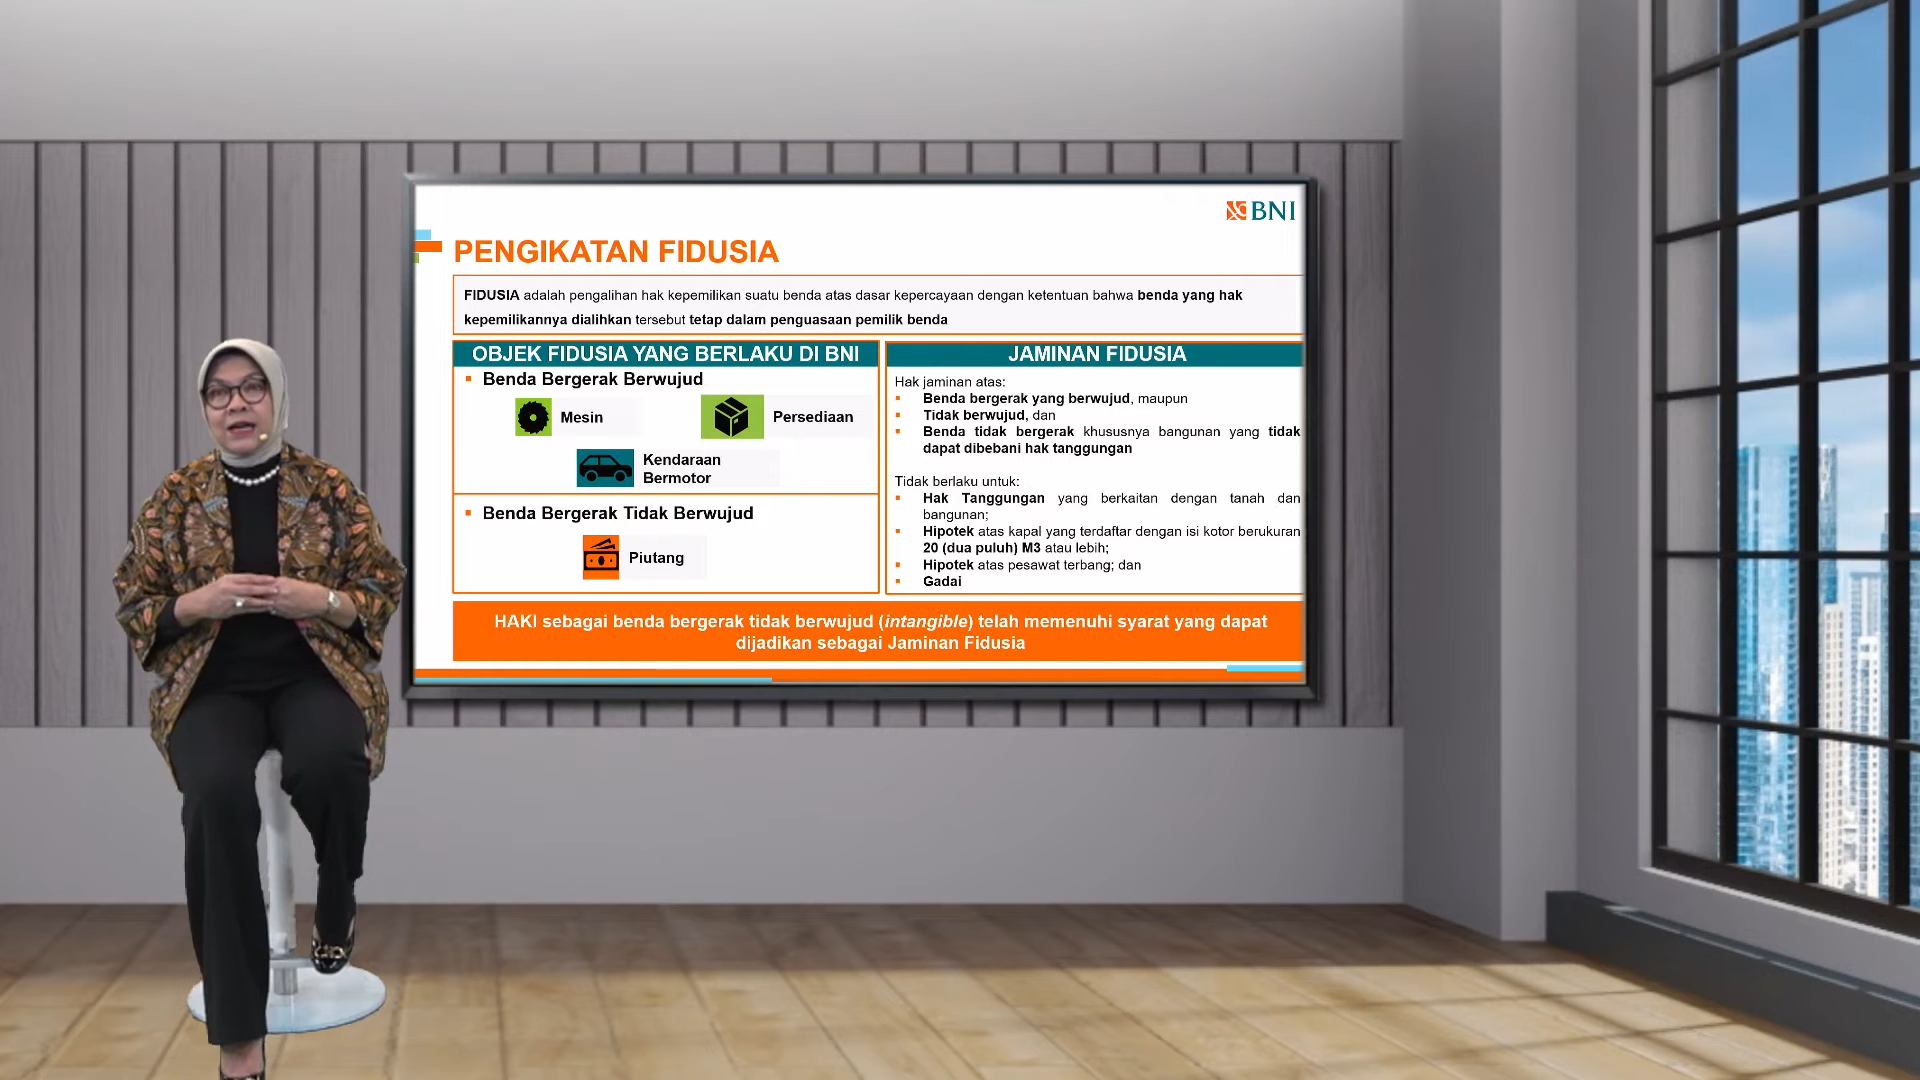 BNI
PENGIKATAN FIDUSIA
FIDUSIA adalah pengalihan hak kepemilikan suatu benda atas dasar kepercayaan dengan ketentuan bahwa benda yang hak
kepemilikannya dialihkan tersebut tetap dalam penguasaan pemilik benda
OBJEK FIDUSIA YANG BERLAKU DI BNI
▪ Benda Bergerak Berwujud
Mesin
Persediaan
Kendaraan
Bermotor
▪ Benda Bergerak Tidak Berwujud
Piutang
JAMINAN FIDUSIA
Hak jaminan atas:
▪ Benda bergerak yang berwujud, maupun
▪ Tidak berwujud, dan
▪ Benda tidak bergerak khususnya bangunan yang tidak
dapat dibebani hak tanggungan
Tidak berlaku untuk:
▪ Hak Tanggungan yang berkaitan dengan tanah dan
bangunan;
▪ Hipotek atas kapal yang terdaftar dengan isi kotor berukuran
20 (dua puluh) M3 atau lebih;
▪ Hipotek atas pesawat terbang; dan
▪ Gadai
HAKI sebagai benda bergerak tidak berwujud (intangible) telah memenuhi syarat yang dapat
dijadikan sebagai Jaminan Fidusia